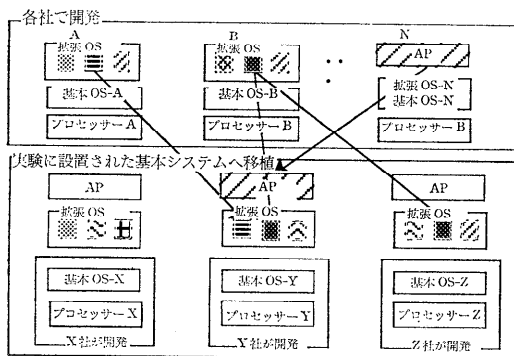 各社で開発
A B N
拡張OS 拡張OS AP
基本OS-A 基本OS-B 拡張OS-N
基本OS-N
プロセッサーA プロセッサーB プロセッサーB
実験に設置された基本システムへ移植
AP AP AP
拡張OS 拡張OS 拡張OS
基本OS-X 基本OS-Y 基本OS-Z
プロセッサーX プロセッサーY プロセッサーZ
X社が開発 Y社が開発 Z社が開発